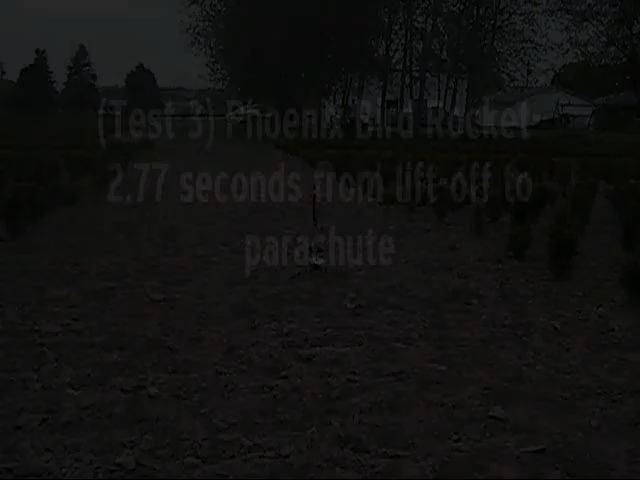 (Test 3) Phoenix Bird Rocket
2.77 seconds from lift-off to
parachute